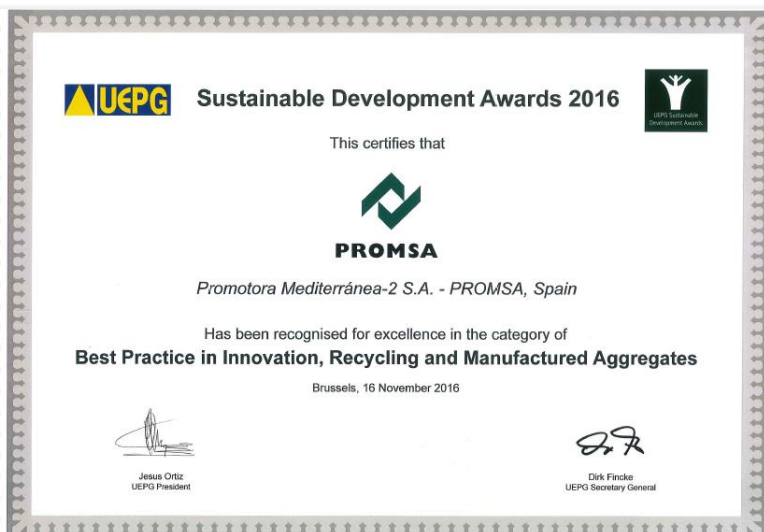 UEPG
Sustainable Development Awards 2016
UEPG Sustainable
Development Awards
This certifies that
PROMSA
Promotora Mediterránea-2 S.A. - PROMSA, Spain
Has been recognised for excellence in the category of
Best Practice in Innovation, Recycling and Manufactured Aggregates
Brussels, 16 November 2016
Jesus Ortiz
UEPG President
Dirk Fincke
UEPG Secretary General